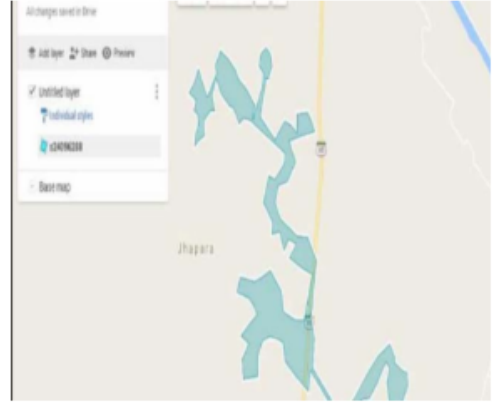 All changes saved in Drive
Add layer Share Preview
Untitled layer
Individual styles
Base map
Jhapara